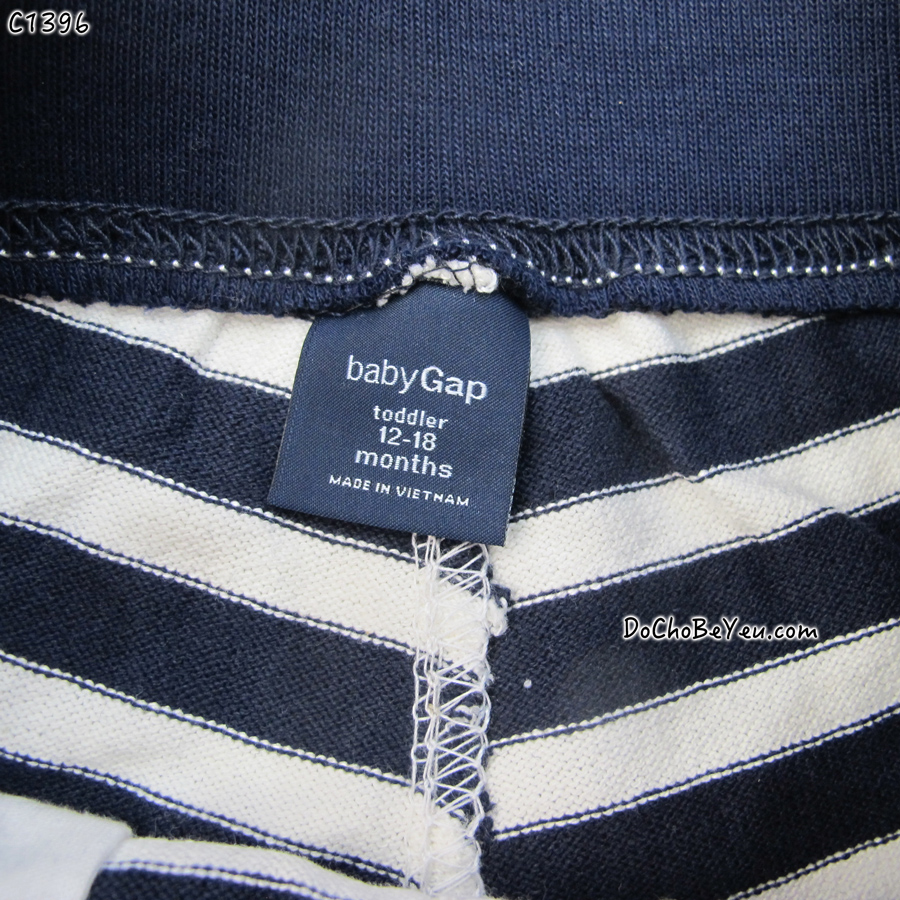 C1396
babyGap
toddler
12-18
months
MADE IN VIETNAM
DoChoBeYeu.com